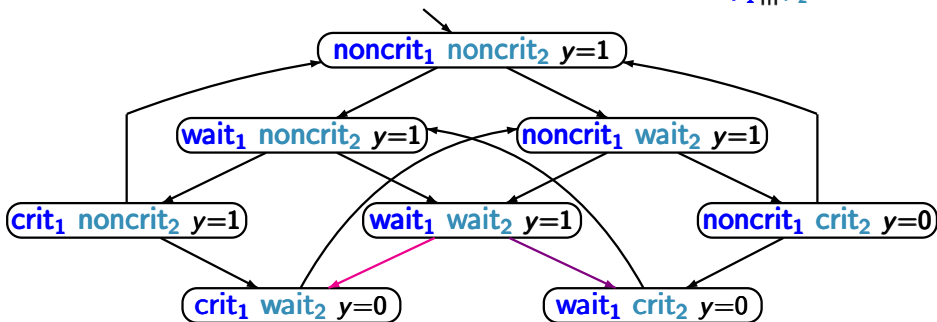 noncrit₁ noncrit₂ y=1
wait₁ noncrit₂ y=1
noncrit₁ wait₂ y=1
crit₁ noncrit₂ y=1
wait₁ wait₂ y=1
noncrit₁ crit₂ y=0
crit₁ wait₂ y=0
wait₁ crit₂ y=0